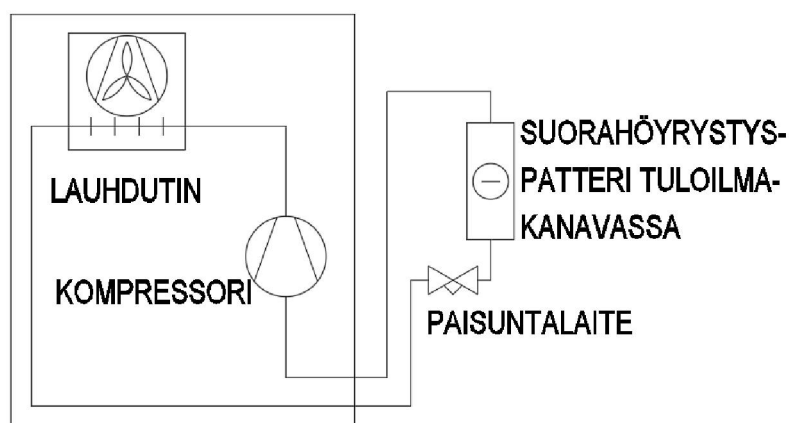 LAUHDUTIN
KOMPRESSORI
SUORAHÖYRYSTYS-
PATTERI TULOILMA-
KANAVASSA
PAISUNTALAITE